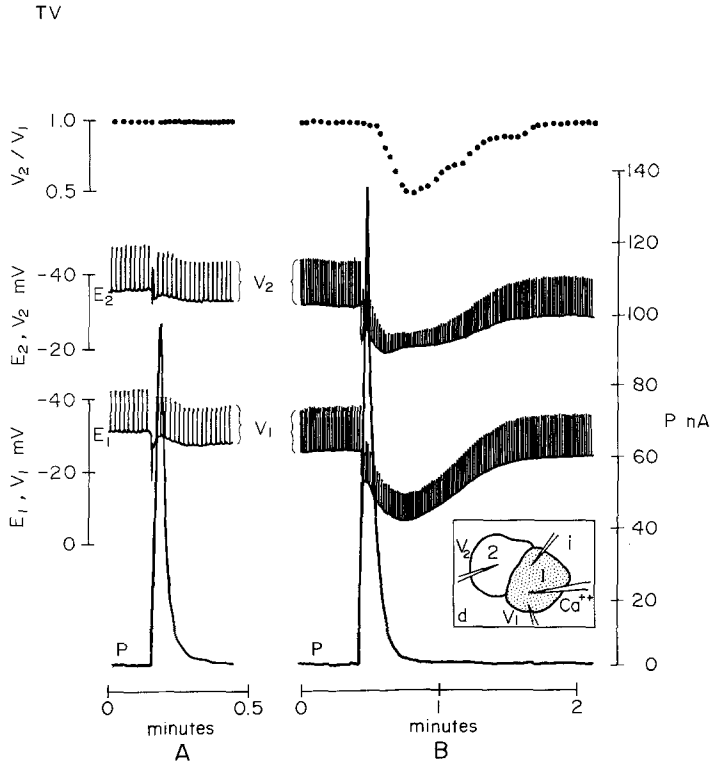 TV
V₂ / V₁
1.0
0.5
E₂, V₂ mV
-40
-20
E₂
V₂
E₁, V₁ mV
-40
-20
0
E₁
V₁
P
P
140
120
100
80
60
40
20
0
P nA
V₂
2
i
1
Ca⁺⁺
V₁
d
0
0.5
minutes
A
0
1
2
minutes
B